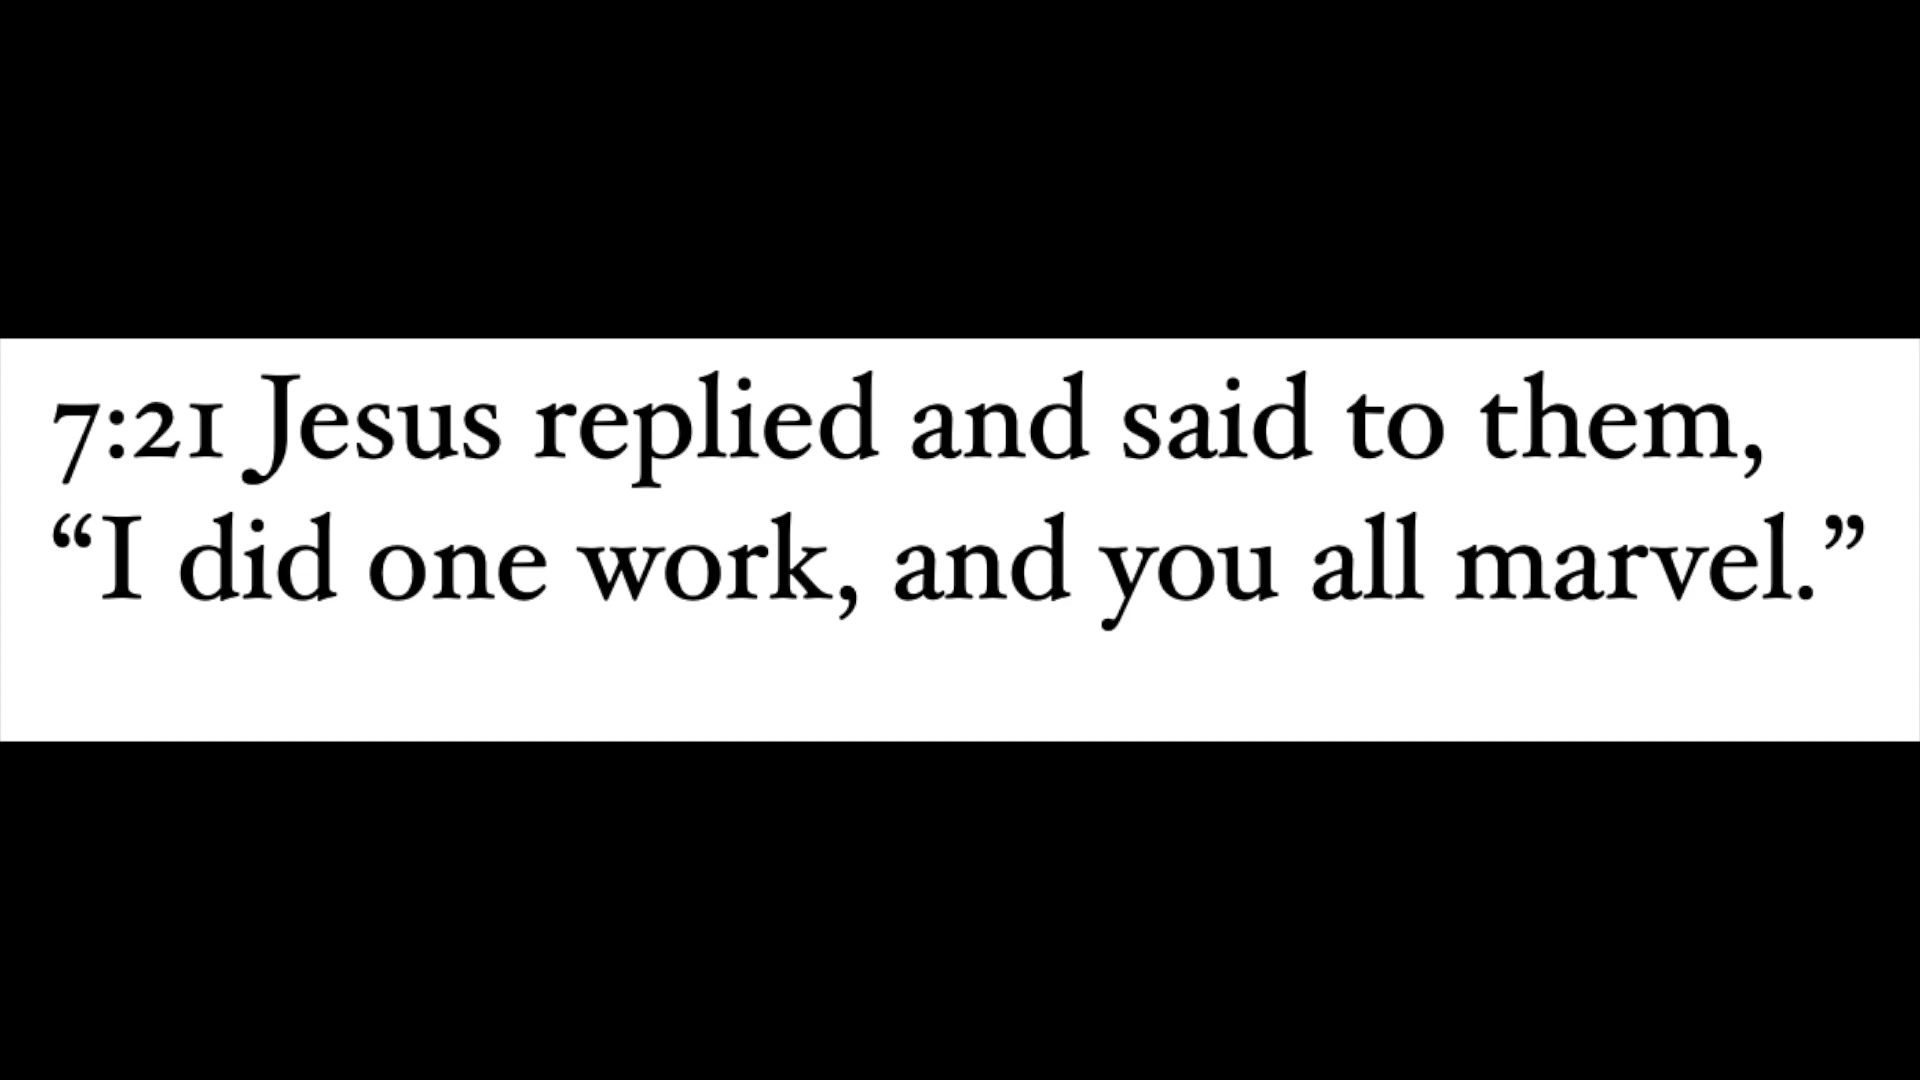 7:21 Jesus replied and said to them,
“I did one work, and you all marvel.”